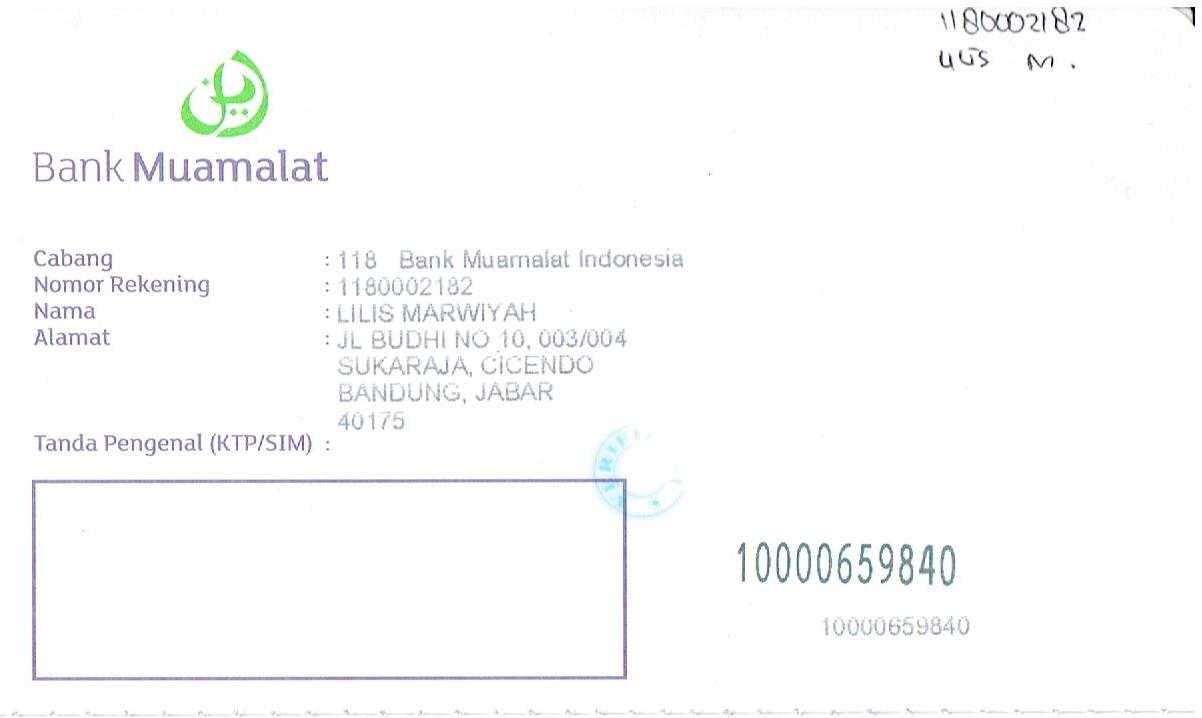 1180002182
Lilis M.
Bank Muamalat
Cabang : 118 Bank Muamalat Indonesia
Nomor Rekening : 1180002182
Nama : LILIS MARWIYAH
Alamat : JL BUDHI NO 10, 003/004
SUKARAJA, CICENDO
BANDUNG, JABAR
40175
Tanda Pengenal (KTP/SIM) :
10000659840
10000659840